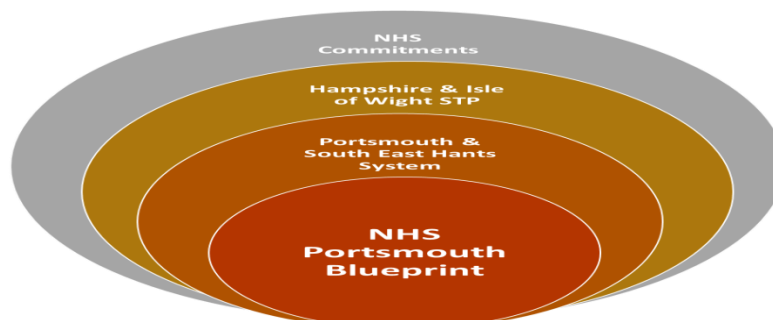 NHS
Commitments
Hampshire & Isle
of Wight STP
Portsmouth &
South East Hants
System
NHS
Portsmouth
Blueprint